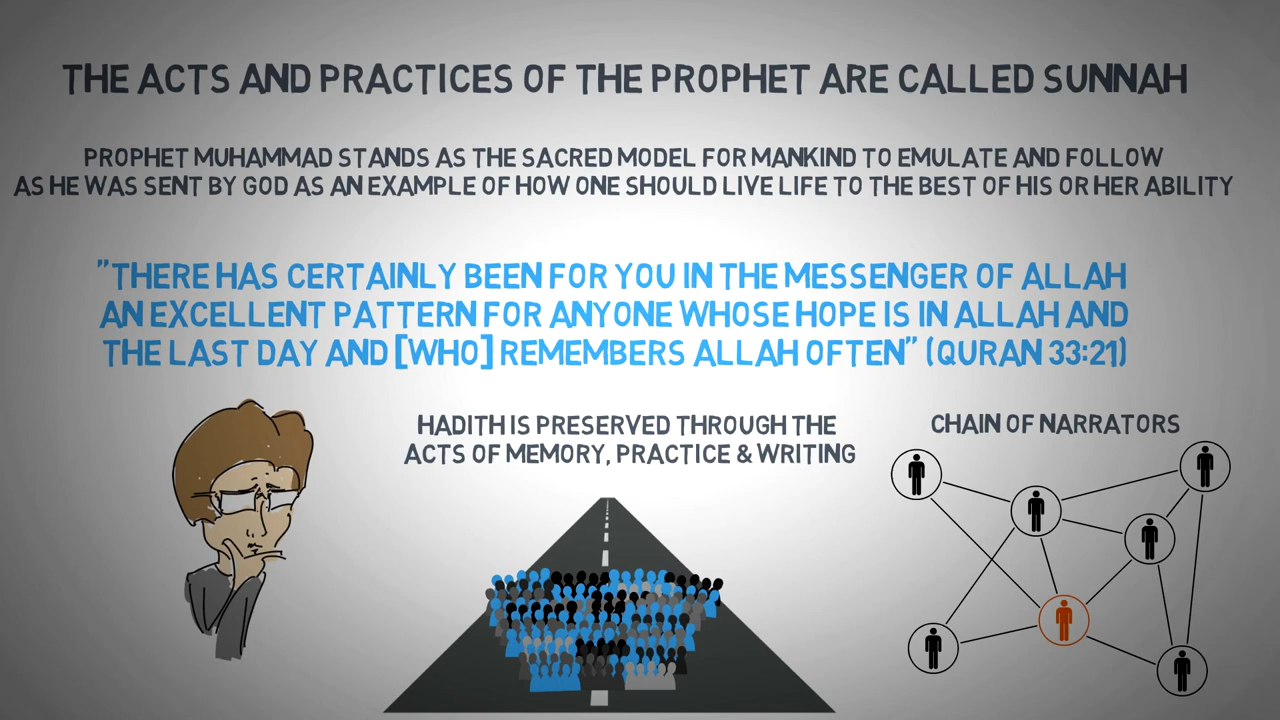 THE ACTS AND PRACTICES OF THE PROPHET ARE CALLED SUNNAH
PROPHET MUHAMMAD STANDS AS THE SACRED MODEL FOR MANKIND TO EMULATE AND FOLLOW
AS HE WAS SENT BY GOD AS AN EXAMPLE OF HOW ONE SHOULD LIVE LIFE TO THE BEST OF HIS OR HER ABILITY
"THERE HAS CERTAINLY BEEN FOR YOU IN THE MESSENGER OF ALLAH
AN EXCELLENT PATTERN FOR ANYONE WHOSE HOPE IS IN ALLAH AND
THE LAST DAY AND [WHO] REMEMBERS ALLAH OFTEN" (QURAN 33:21)
HADITH IS PRESERVED THROUGH THE
ACTS OF MEMORY, PRACTICE & WRITING
CHAIN OF NARRATORS